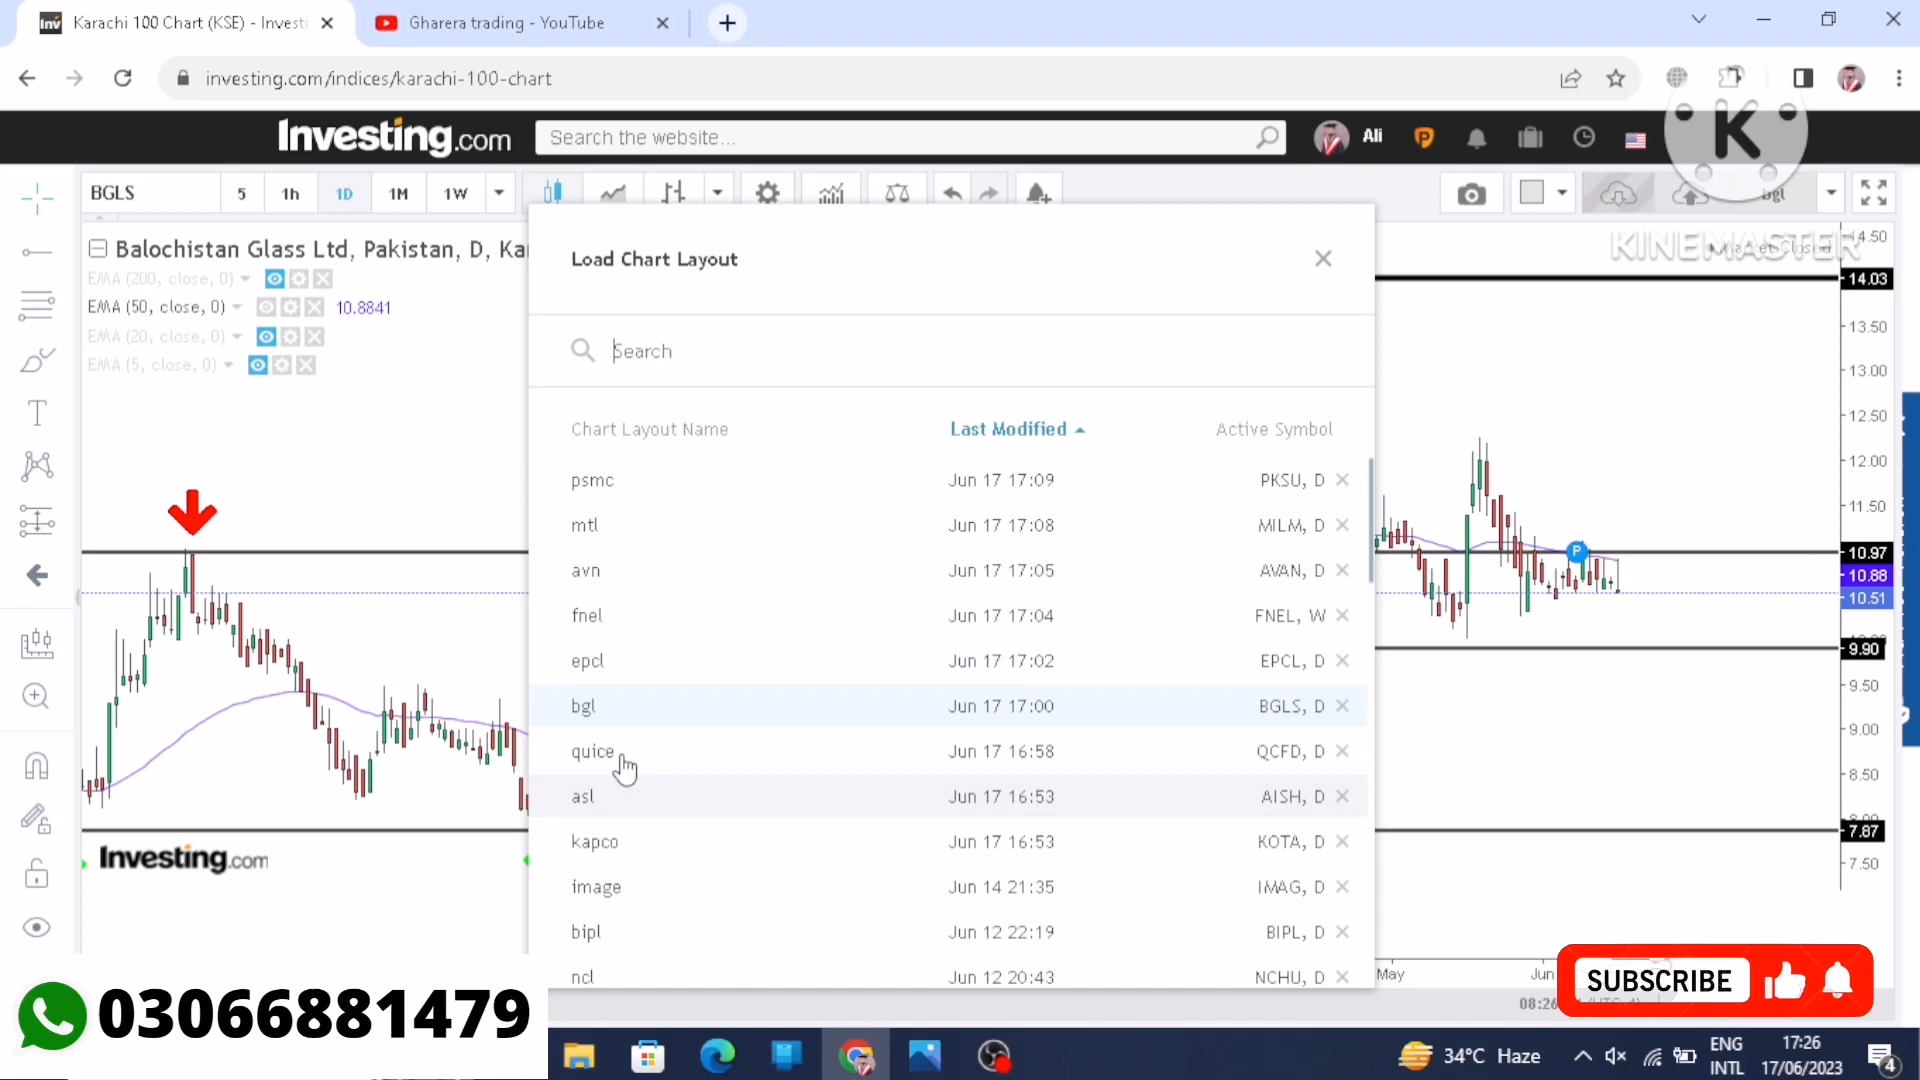 Karachi 100 Chart (KSE) - Investi
Gharera trading - YouTube
investing.com/indices/karachi-100-chart
Investing.com
Search the website...
Ali
K
BGLS
5
1h
1D
1M
1W
bgl
KINEMASTER
Balochistan Glass Ltd, Pakistan, D, Ka
EMA (200, close, 0)
EMA (50, close, 0)
10.8841
EMA (20, close, 0)
EMA (5, close, 0)
Load Chart Layout
Search
Chart Layout Name
Last Modified
Active Symbol
psmc
Jun 17 17:09
PKSU, D
mtl
Jun 17 17:08
MILM, D
avn
Jun 17 17:05
AVAN, D
fnel
Jun 17 17:04
FNEL, W
epcl
Jun 17 17:02
EPCL, D
bgl
Jun 17 17:00
BGLS, D
quice
Jun 17 16:58
QCFD, D
asl
Jun 17 16:53
AISH, D
kapco
Jun 17 16:53
KOTA, D
image
Jun 14 21:35
IMAG, D
bipl
Jun 12 22:19
BIPL, D
ncl
Jun 12 20:43
NCHU, D
14.50
14.03
13.50
13.00
12.50
12.00
11.50
10.97
10.88
10.51
9.90
9.50
9.00
8.50
7.87
7.50
P
Investing.com
May
Jun
08:26
SUBSCRIBE
03066881479
34°C Haze
ENG
INTL
17:26
17/06/2023
4